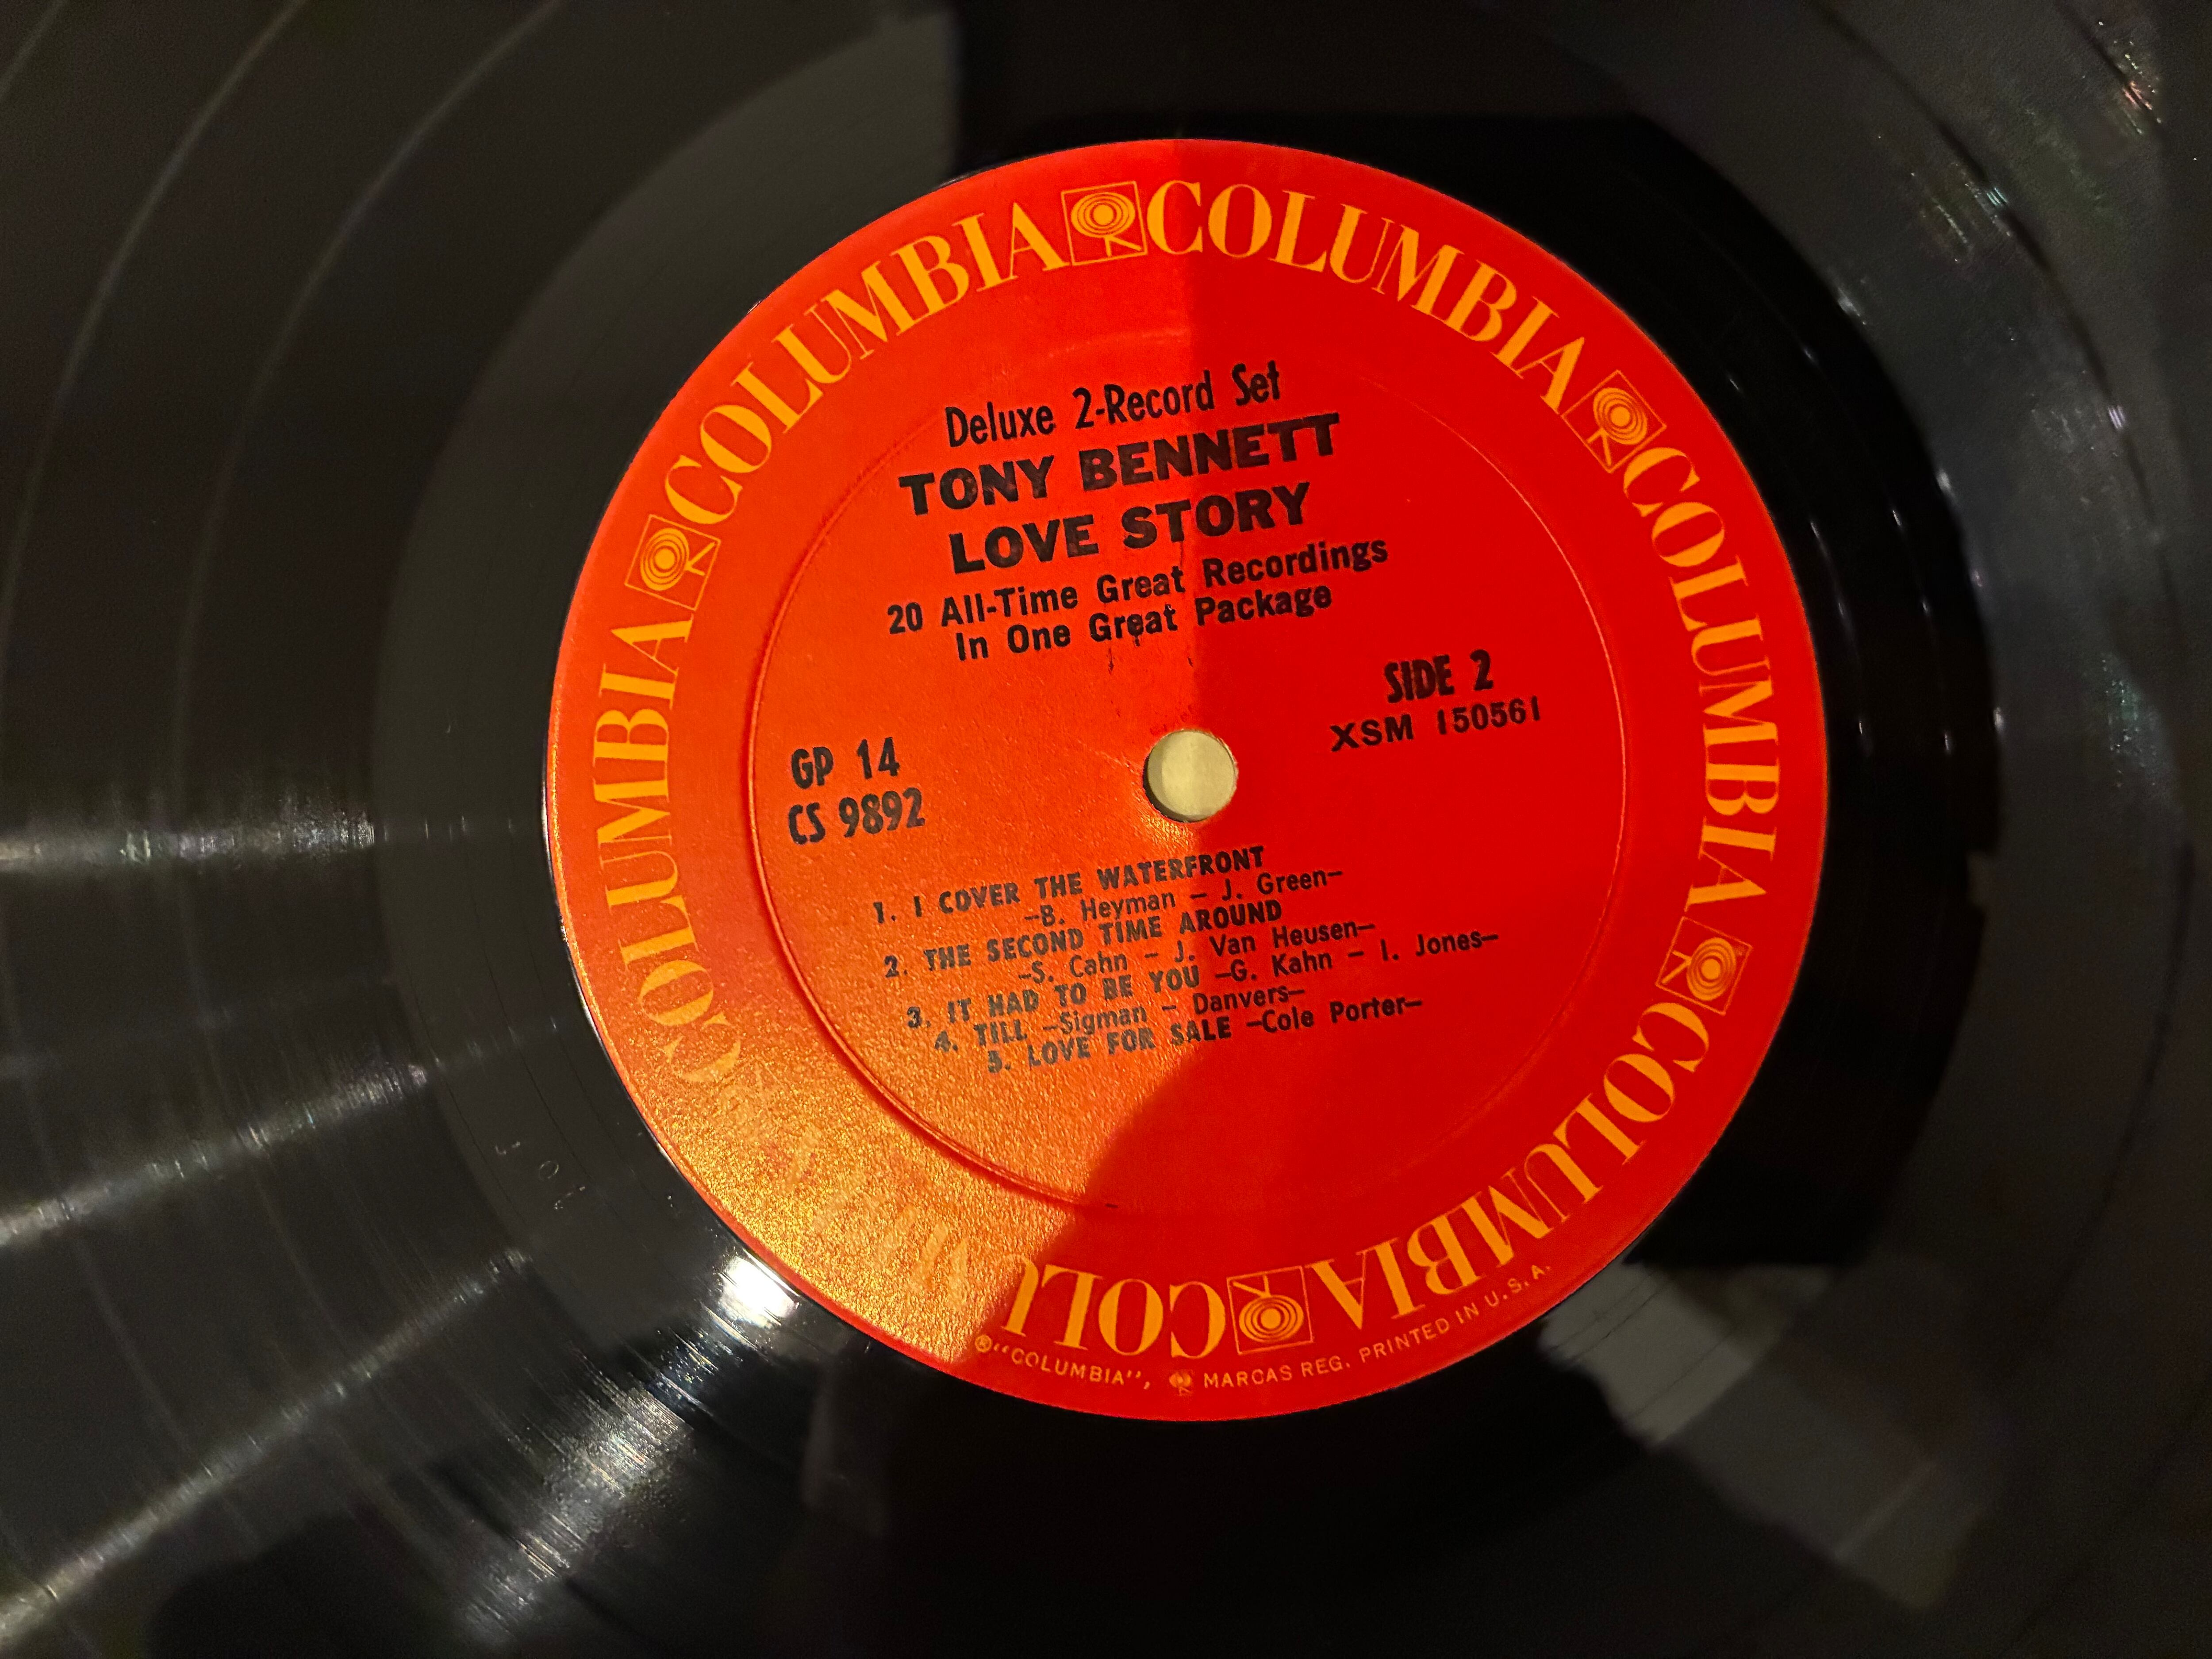 COLUMBIA COLUMBIA COLUMBIA COLUMBIA COLUMBIA COLUMBIA
Deluxe 2-Record Set
TONY BENNETT
LOVE STORY
20 All-Time Great Recordings
In One Great Package
SIDE 2
XSM 150561
GP 14
CS 9892
1. I COVER THE WATERFRONT
–B. Heyman – J. Green–
2. THE SECOND TIME AROUND
–S. Cahn – J. Van Heusen–
3. IT HAD TO BE YOU –G. Kahn – I. Jones–
4. TILL –Sigman – Danvers–
5. LOVE FOR SALE –Cole Porter–
®"COLUMBIA", MARCAS REG. PRINTED IN U.S.A.